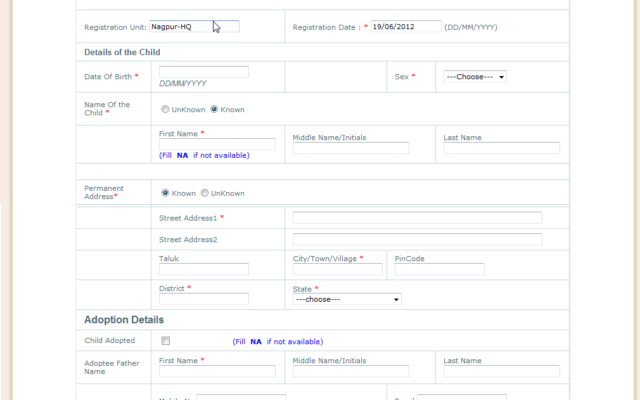 Registration Unit: Nagpur-HQ Registration Date : * 19/06/2012 (DD/MM/YYYY)
Details of the Child
Date Of Birth * Sex * ---Choose---
DD/MM/YYYY
Name Of the Child * UnKnown Known
First Name * Middle Name/Initials Last Name
(Fill NA if not available)
Permanent Address* Known UnKnown
Street Address1 *
Street Address2
Taluk City/Town/Village * PinCode
District * State *
---choose---
Adoption Details
Child Adopted (Fill NA if not available)
Adoptee Father Name First Name * Middle Name/Initials Last Name